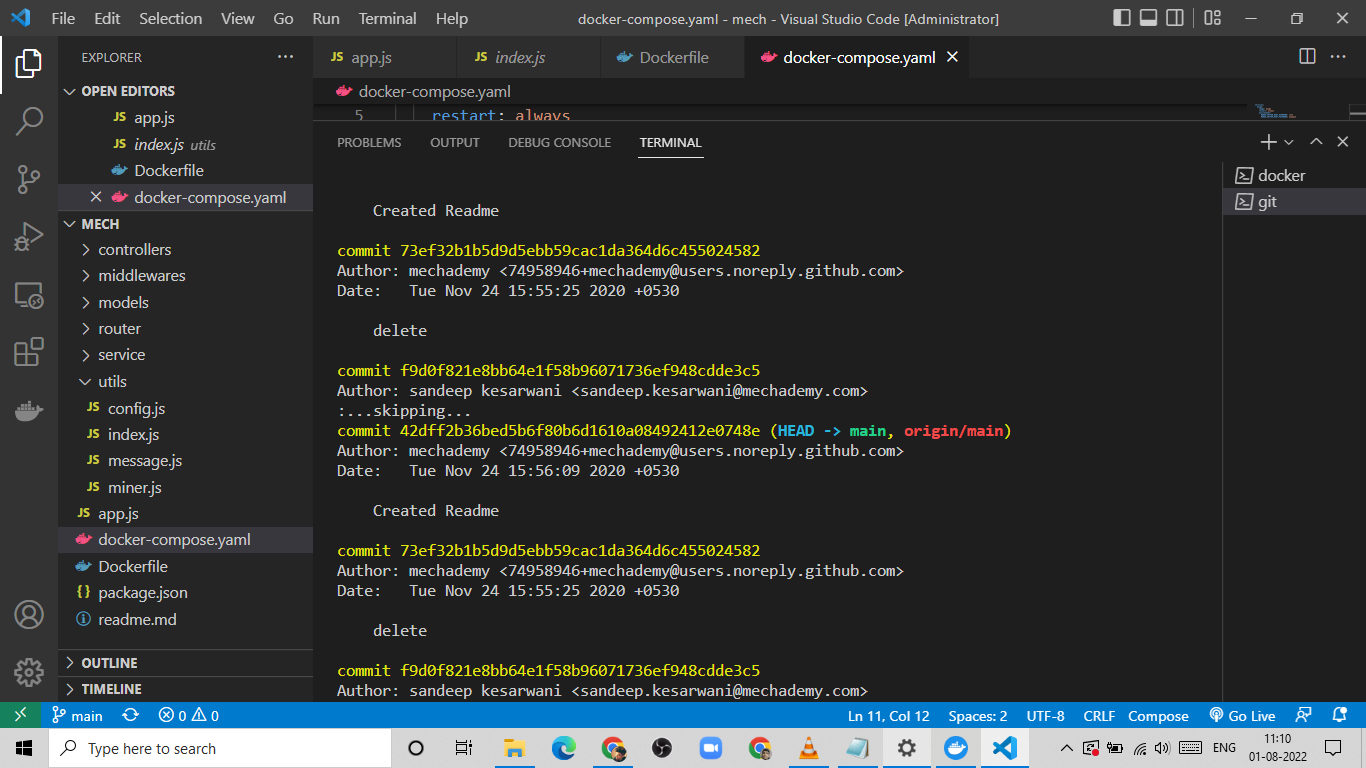 File Edit Selection View Go Run Terminal Help docker-compose.yaml - mech - Visual Studio Code [Administrator]
EXPLORER
JS app.js
JS index.js
Dockerfile
docker-compose.yaml
OPEN EDITORS
JS app.js
JS index.js utils
Dockerfile
docker-compose.yaml
MECH
controllers
middlewares
models
router
service
utils
JS config.js
JS index.js
JS message.js
JS miner.js
JS app.js
docker-compose.yaml
Dockerfile
{} package.json
readme.md
OUTLINE
TIMELINE
docker-compose.yaml
5 restart: always
PROBLEMS OUTPUT DEBUG CONSOLE TERMINAL
Created Readme
commit 73ef32b1b5d9d5ebb59cac1da364d6c455024582
Author: mechademy <74958946+mechademy@users.noreply.github.com>
Date: Tue Nov 24 15:55:25 2020 +0530
delete
commit f9d0f821e8bb64e1f58b96071736ef948cdde3c5
Author: sandeep kesarwani <sandeep.kesarwani@mechademy.com>
:...skipping...
commit 42dff2b36bed5b6f80b6d1610a08492412e0748e (HEAD -> main, origin/main)
Author: mechademy <74958946+mechademy@users.noreply.github.com>
Date: Tue Nov 24 15:56:09 2020 +0530
Created Readme
commit 73ef32b1b5d9d5ebb59cac1da364d6c455024582
Author: mechademy <74958946+mechademy@users.noreply.github.com>
Date: Tue Nov 24 15:55:25 2020 +0530
delete
commit f9d0f821e8bb64e1f58b96071736ef948cdde3c5
Author: sandeep kesarwani <sandeep.kesarwani@mechademy.com>
docker
git
main 0 0 Ln 11, Col 12 Spaces: 2 UTF-8 CRLF Compose Go Live
Type here to search
ENG
11:10
01-08-2022